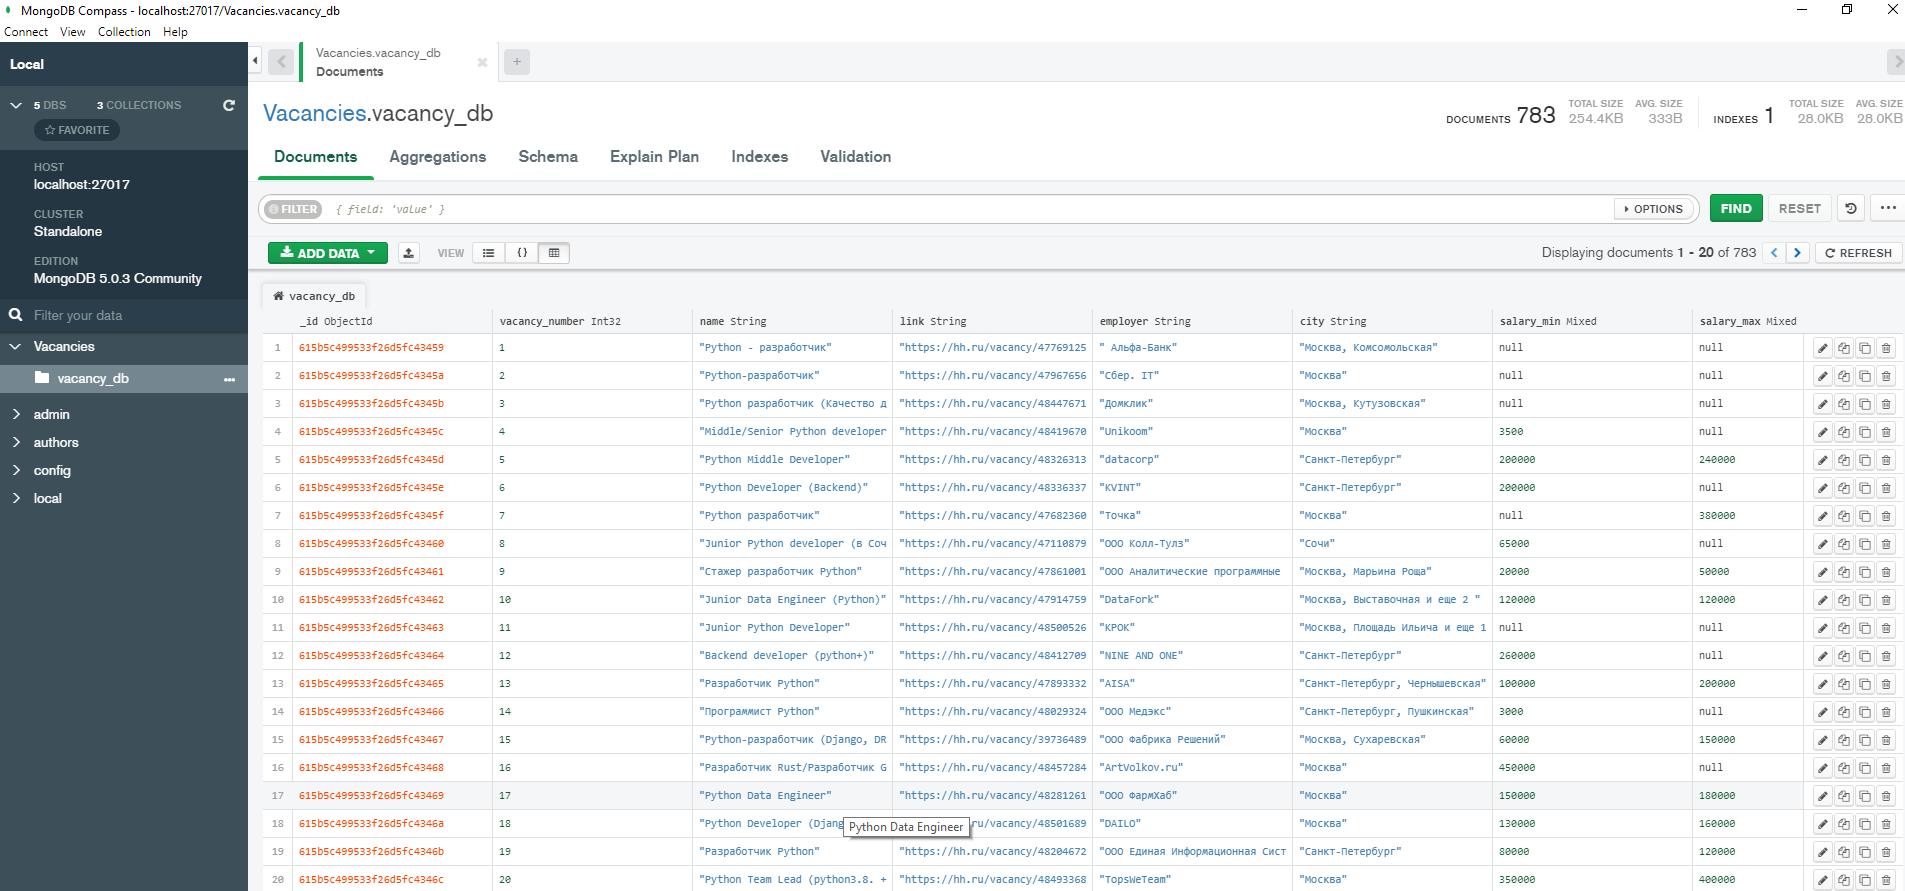 MongoDB Compass - localhost:27017/Vacancies.vacancy_db
Connect View Collection Help
Local
5 DBS 3 COLLECTIONS
FAVORITE
HOST
localhost:27017
CLUSTER
Standalone
EDITION
MongoDB 5.0.3 Community
Filter your data
Vacancies
vacancy_db
admin
authors
config
local
Vacancies.vacancy_db
Documents
Vacancies.vacancy_db
DOCUMENTS 783 TOTAL SIZE 254.4KB AVG. SIZE 333B INDEXES 1 TOTAL SIZE 28.0KB AVG. SIZE 28.0KB
Documents Aggregations Schema Explain Plan Indexes Validation
FILTER { field: 'value' } OPTIONS FIND RESET
ADD DATA VIEW {} Displaying documents 1 - 20 of 783 REFRESH
vacancy_db
_id ObjectId vacancy_number Int32 name String link String employer String city String salary_min Mixed salary_max Mixed
1 615b5c499533f26d5fc43459 1 "Python - разработчик" "https://hh.ru/vacancy/47769125 " Альфа-Банк" "Москва, Комсомольская" null null
2 615b5c499533f26d5fc4345a 2 "Python-разработчик" "https://hh.ru/vacancy/47967656 "Сбер. IT" "Москва" null null
3 615b5c499533f26d5fc4345b 3 "Python разработчик (Качество д "https://hh.ru/vacancy/48447671 "Домклик" "Москва, Кутузовская" null null
4 615b5c499533f26d5fc4345c 4 "Middle/Senior Python developer "https://hh.ru/vacancy/48419670 "Unikoom" "Москва" 3500 null
5 615b5c499533f26d5fc4345d 5 "Python Middle Developer" "https://hh.ru/vacancy/48326313 "datacorp" "Санкт-Петербург" 200000 240000
6 615b5c499533f26d5fc4345e 6 "Python Developer (Backend)" "https://hh.ru/vacancy/48336337 "KVINT" "Санкт-Петербург" 200000 null
7 615b5c499533f26d5fc4345f 7 "Python разработчик" "https://hh.ru/vacancy/47682360 "Точка" "Москва" null 380000
8 615b5c499533f26d5fc43460 8 "Junior Python developer (в Соч "https://hh.ru/vacancy/47110879 "ООО Колл-Тулз" "Сочи" 65000 null
9 615b5c499533f26d5fc43461 9 "Стажер разработчик Python" "https://hh.ru/vacancy/47861001 "ООО Аналитические программные "Москва, Марьина Роща" 20000 50000
10 615b5c499533f26d5fc43462 10 "Junior Data Engineer (Python)" "https://hh.ru/vacancy/47914759 "DataFork" "Москва, Выставочная и еще 2 " 120000 120000
11 615b5c499533f26d5fc43463 11 "Junior Python Developer" "https://hh.ru/vacancy/48500526 "КРОК" "Москва, Площадь Ильича и еще 1 null null
12 615b5c499533f26d5fc43464 12 "Backend developer (python+)" "https://hh.ru/vacancy/48412709 "NINE AND ONE" "Санкт-Петербург" 260000 null
13 615b5c499533f26d5fc43465 13 "Разработчик Python" "https://hh.ru/vacancy/47893332 "AISA" "Санкт-Петербург, Чернышевская" 100000 200000
14 615b5c499533f26d5fc43466 14 "Программист Python" "https://hh.ru/vacancy/48029324 "ООО Медэкс" "Санкт-Петербург, Пушкинская" 3000 null
15 615b5c499533f26d5fc43467 15 "Python-разработчик (Django, DR "https://hh.ru/vacancy/39736489 "ООО Фабрика Решений" "Москва, Сухаревская" 60000 150000
16 615b5c499533f26d5fc43468 16 "Разработчик Rust/Разработчик G "https://hh.ru/vacancy/48457284 "ArtVolkov.ru" "Москва" 450000 null
17 615b5c499533f26d5fc43469 17 "Python Data Engineer" "https://hh.ru/vacancy/48281261 "ООО ФармХаб" "Москва" 150000 180000
18 615b5c499533f26d5fc4346a 18 "Python Developer (Djang Python Data Engineer ru/vacancy/48501689 "DAILO" "Москва" 130000 160000
19 615b5c499533f26d5fc4346b 19 "Разработчик Python" "https://hh.ru/vacancy/48204672 "ООО Единая Информационная Сист "Санкт-Петербург" 80000 120000
20 615b5c499533f26d5fc4346c 20 "Python Team Lead (python3.8. + "https://hh.ru/vacancy/48493368 "TopsWeTeam" "Москва" 350000 400000